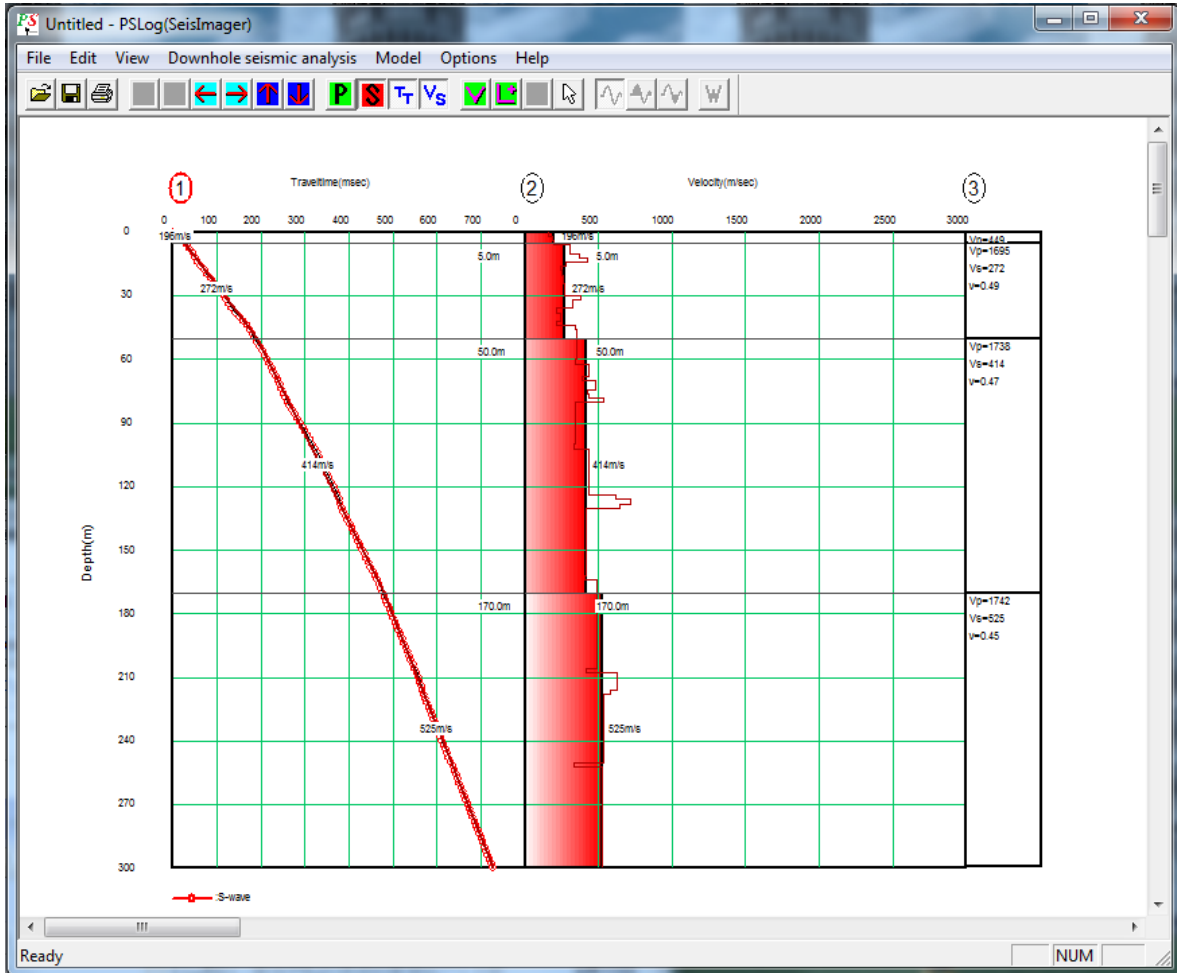 Untitled - PSLog(SeisImager)
File Edit View Downhole seismic analysis Model Options Help
P S TT VS W
1 Traveltime(msec) 2 Velocity(m/sec) 3
0 100 200 300 400 500 600 700 0 500 1000 1500 2000 2500 3000
0 196m/s 196m/s Vp=449
5.0m 5.0m Vp=1695
Vs=272
272m/s 272m/s v=0.49
30
50.0m 50.0m Vp=1738
60 Vs=414
v=0.47
90
414m/s 414m/s
120
Depth(m)
150
170.0m 170.0m Vp=1742
180 Vs=525
v=0.45
210
525m/s 525m/s
240
270
300
:S-wave
Ready NUM